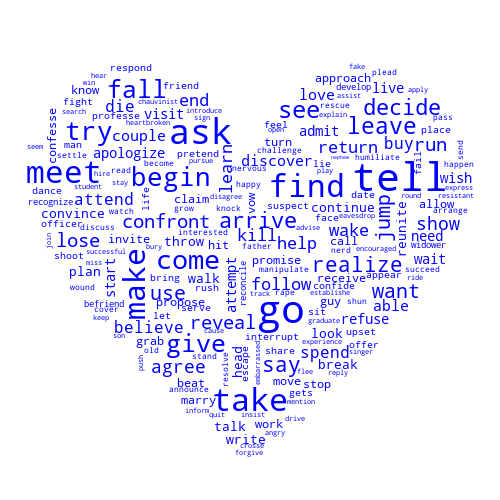 respond
fake
hear
approach
plead
win
fall
friend
develop
live
apply
know
chauvinist
end
love
assist
fight
die
introduce
see
rescue
decide
search
visit
sign
explain
pass
confesse
professe
heartbroken
feel
admit
leave
place
try
couple
ask
open
turn
return
buy
run
send
man
challenge
seem
settle
apologize
pretend
learn
discover
lie
humiliate
fall
happen
join
become
pursue
nervous
nephew
meet
hire
read
begin
find
play
tell
wish
student
stay
happy
express
dance
life
claim
disagree
vow
date
round
resistant
recognize
attend
grow
knock
continue
jump
allow
arrange
convince
watch
confront
arrive
face
eavesdrop
show
officer
discuss
interested
father
advise
wake
reunite
need
lose
invite
throw
hit
kill
help
call
widower
miss
successful
bury
nerd
encouraged
shoot
make
come
attempt
reconcile
promise
realize
wait
plan
start
bring
walk
manipulate
appear
succeed
ride
wound
use
rush
follow
confide
receive
want
track
rape
establishe
befriend
propose
serve
go
guy
shun
able
cover
keep
let
reveal
sit
graduate
refuse
believe
cause
look
upset
son
grab
give
interrupt
experience
offer
push
old
stand
head
escape
share
spend
singer
agree
resolve
embarrassed
say
break
beat
flee
reply
announce
take
move
stop
marry
gets
mention
inform
quit
insist
drive
talk
work
write
angry
crosse
forgive